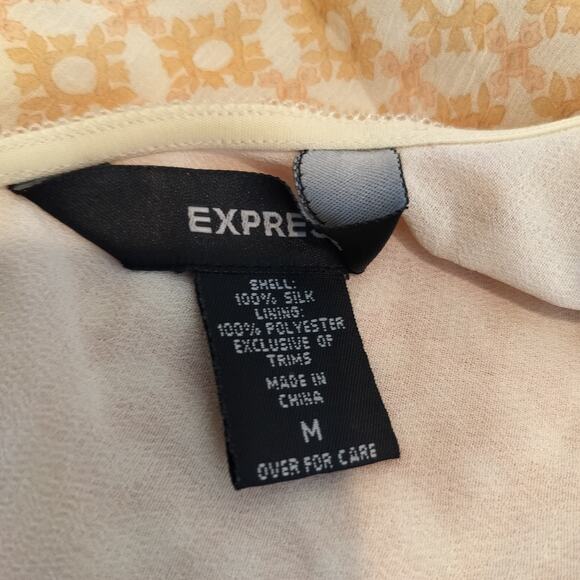 EXPRES
SHELL:
100% SILK
LINING:
100% POLYESTER
EXCLUSIVE OF
TRIMS
MADE IN
CHINA
M
OVER FOR CARE